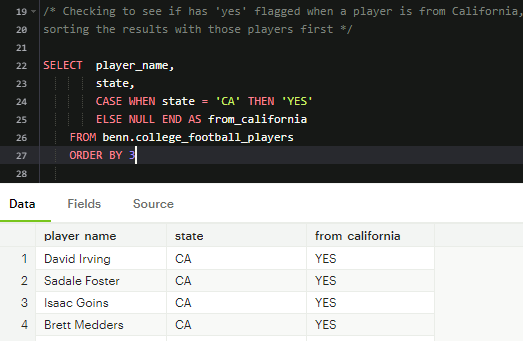 19 /* Checking to see if has 'yes' flagged when a player is from California,
20 sorting the results with those players first */
21
22 SELECT player_name,
23 state,
24 CASE WHEN state = 'CA' THEN 'YES'
25 ELSE NULL END AS from_california
26 FROM benn.college_football_players
27 ORDER BY 3
28
Data Fields Source
player name state from california
1 David Irving CA YES
2 Sadale Foster CA YES
3 Isaac Goins CA YES
4 Brett Medders CA YES